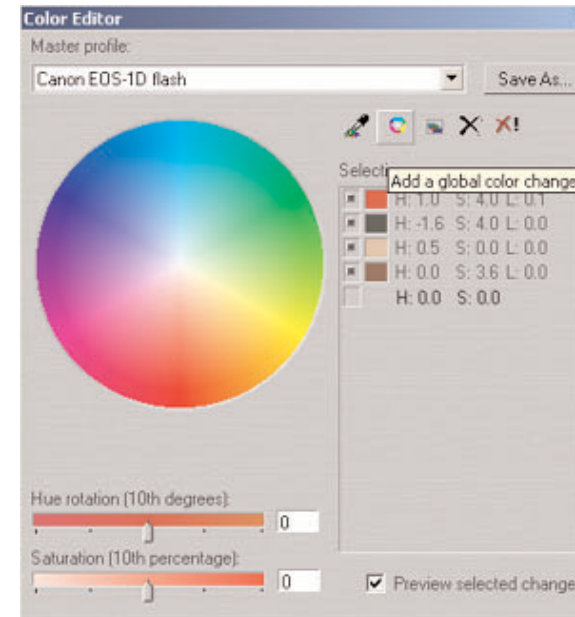 Color Editor
Master profile:
Canon EOS-1D flash
Save As...
Add a global color change
H: 1.0 S: 4.0 L: 0.1
H: -1.6 S: 4.0 L: 0.0
H: 0.5 S: 0.0 L: 0.0
H: 0.0 S: 3.6 L: 0.0
H: 0.0 S: 0.0
Hue rotation (10th degrees):
0
Saturation (10th percentage):
0
Preview selected change